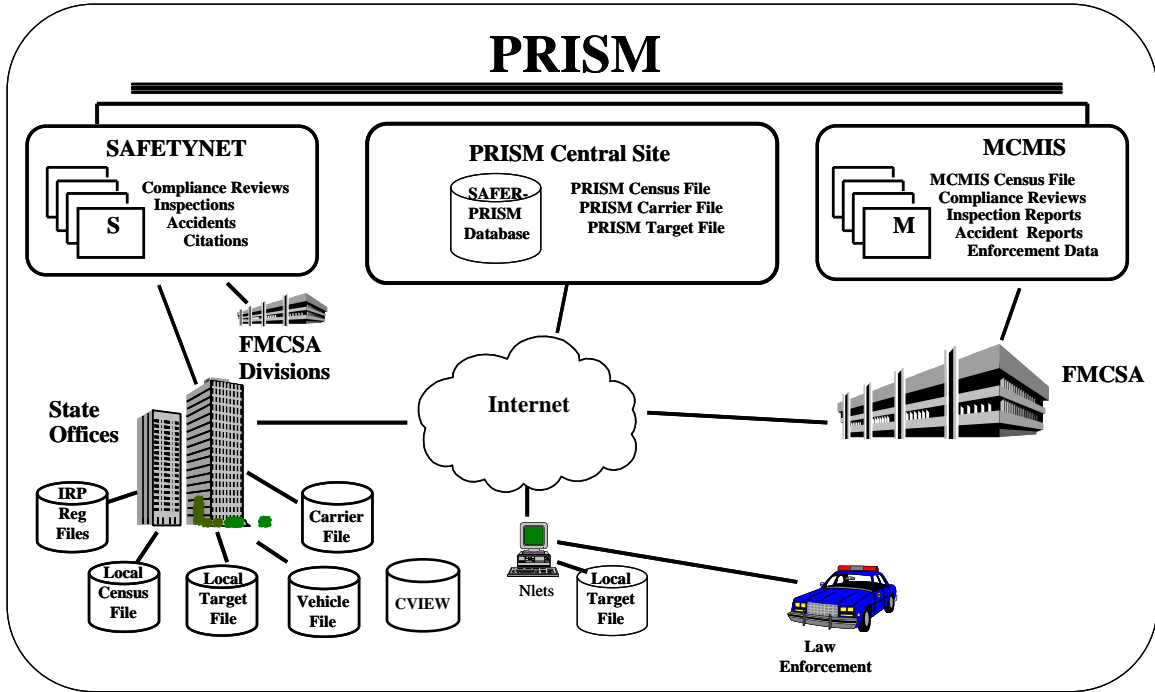 PRISM
SAFETYNET
S
Compliance Reviews
Inspections
Accidents
Citations
PRISM Central Site
SAFER-
PRISM
Database
PRISM Census File
PRISM Carrier File
PRISM Target File
MCMIS
M
MCMIS Census File
Compliance Reviews
Inspection Reports
Accident Reports
Enforcement Data
FMCSA
Divisions
State
Offices
Internet
FMCSA
IRP
Reg
Files
Carrier
File
Local
Census
File
Local
Target
File
Vehicle
File
CVIEW
Nlets
Local
Target
File
Law
Enforcement